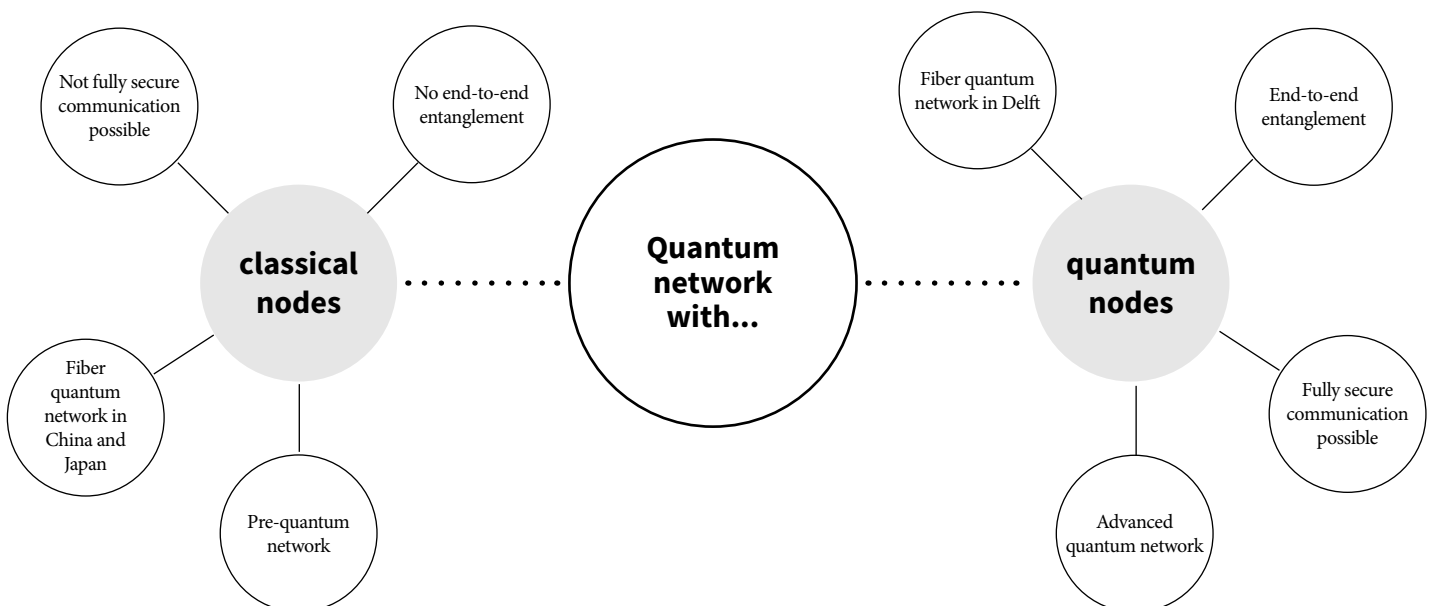 Not fully secure
communication
possible
No end-to-end
entanglement
classical
nodes
Fiber
quantum
network in
China and
Japan
Pre-quantum
network
Quantum
network
with...
Fiber quantum
network in Delft
End-to-end
entanglement
quantum
nodes
Fully secure
communication
possible
Advanced
quantum network